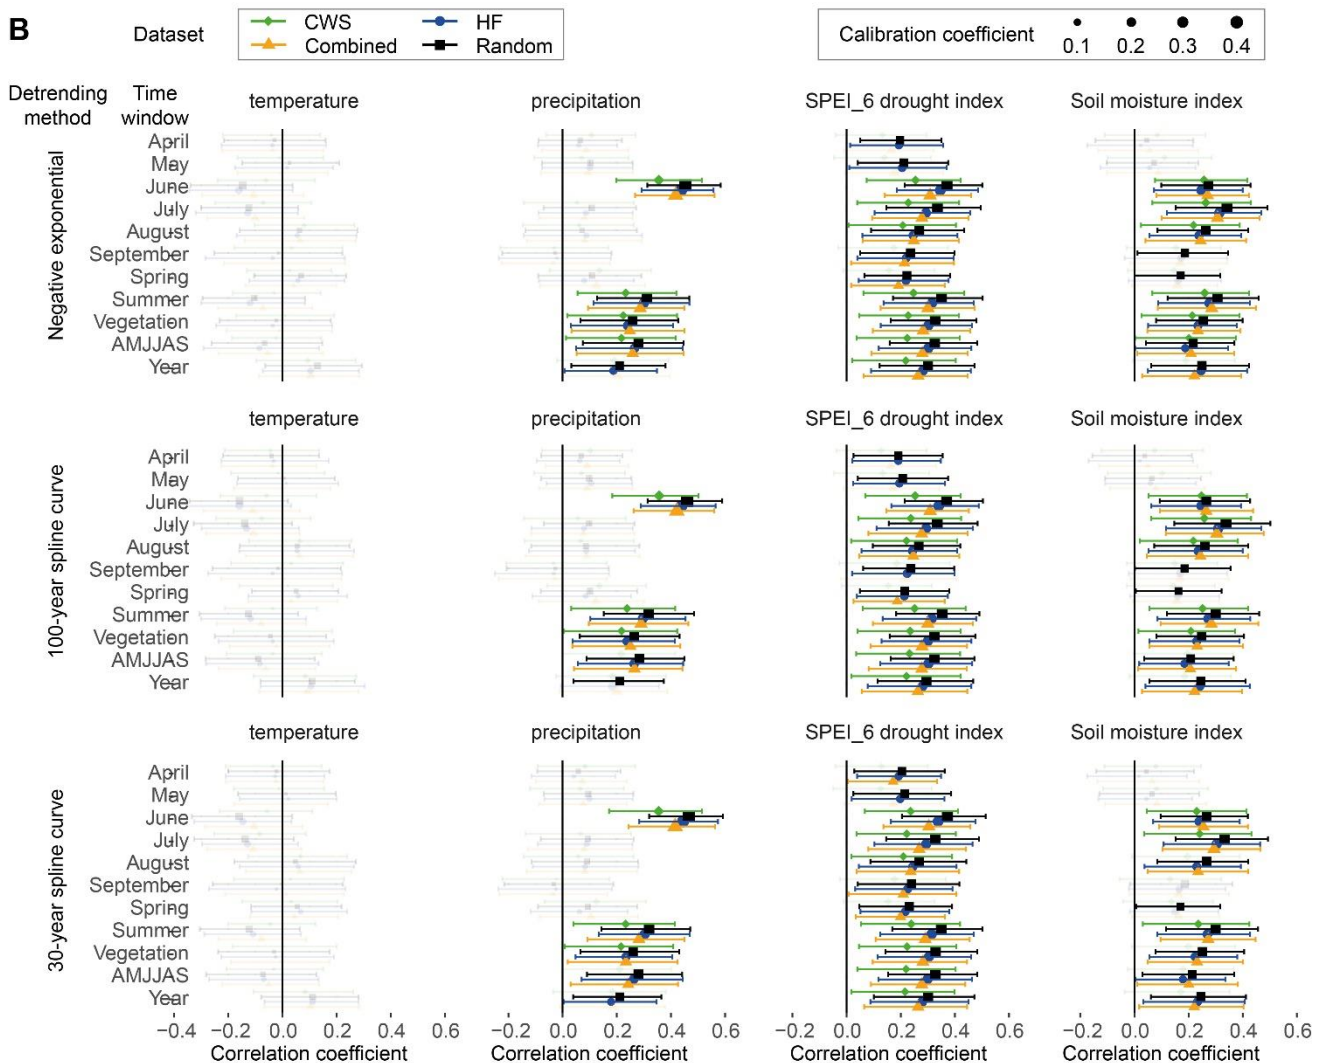 B
Dataset
CWS
HF
Combined
Random
Calibration coefficient
0.1 0.2 0.3 0.4
Detrending method
Time window
temperature
precipitation
SPEI_6 drought index
Soil moisture index
Negative exponential
April
May
June
July
August
September
Spring
Summer
Vegetation
AMJJAS
Year
temperature
precipitation
SPEI_6 drought index
Soil moisture index
100-year spline curve
April
May
June
July
August
September
Spring
Summer
Vegetation
AMJJAS
Year
temperature
precipitation
SPEI_6 drought index
Soil moisture index
30-year spline curve
April
May
June
July
August
September
Spring
Summer
Vegetation
AMJJAS
Year
−0.4 −0.2 0.0 0.2 0.4 0.6
0.0 0.2 0.4 0.6
−0.2 0.0 0.2 0.4 0.6
−0.2 0.0 0.2 0.4 0.6
Correlation coefficient
Correlation coefficient
Correlation coefficient
Correlation coefficient